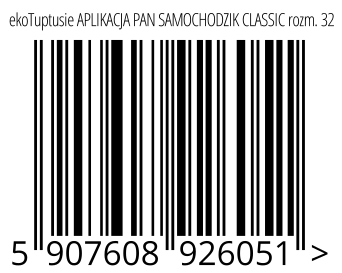 ekoTuptusie APLIKACJA PAN SAMOCHODZIK CLASSIC rozm. 32
5 907608 926051 >